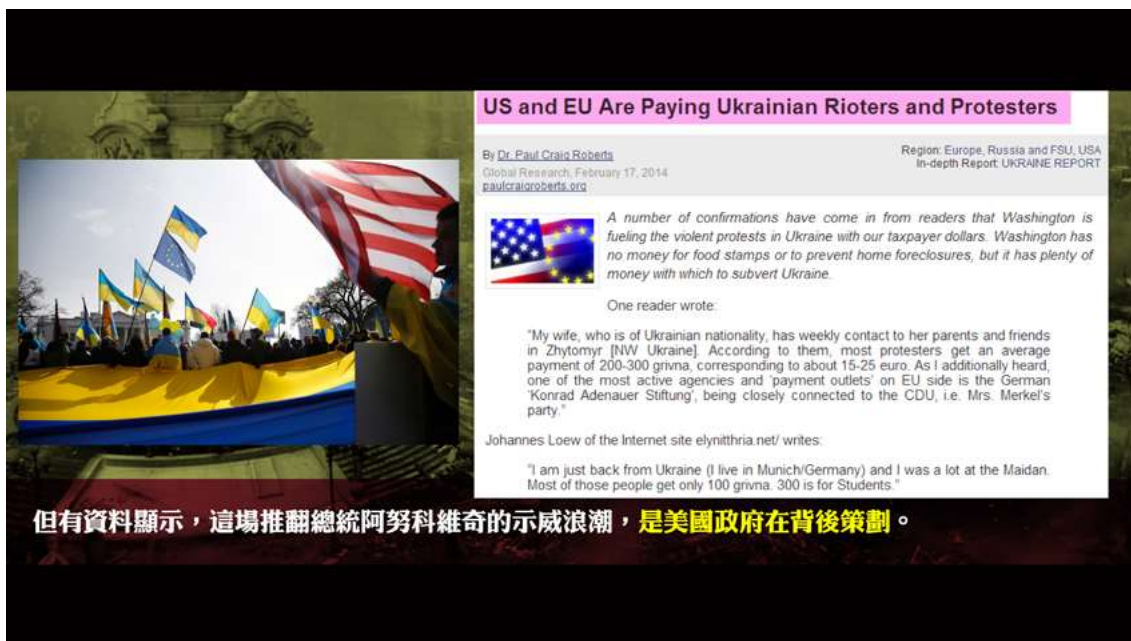 US and EU Are Paying Ukrainian Rioters and Protesters
By Dr. Paul Craig Roberts
Region: Europe, Russia and FSU, USA
Global Research, February 17, 2014
In-depth Report: UKRAINE REPORT
paulcraigroberts.org
A number of confirmations have come in from readers that Washington is
fueling the violent protests in Ukraine with our taxpayer dollars. Washington has
no money for food stamps or to prevent home foreclosures, but it has plenty of
money with which to subvert Ukraine.
One reader wrote:
"My wife, who is of Ukrainian nationality, has weekly contact to her parents and friends
in Zhytomyr [NW Ukraine]. According to them, most protesters get an average
payment of 200-300 grivna, corresponding to about 15-25 euro. As I additionally heard,
one of the most active agencies and 'payment outlets' on EU side is the German
'Konrad Adenauer Stiftung', being closely connected to the CDU, i.e. Mrs. Merkel's
party."
Johannes Loew of the Internet site elynitthria.net/ writes:
"I am just back from Ukraine (I live in Munich/Germany) and I was a lot at the Maidan.
Most of those people get only 100 grivna. 300 is for Students."
但有資料顯示，這場推翻總統阿努科維奇的示威浪潮，是美國政府在背後策劃。